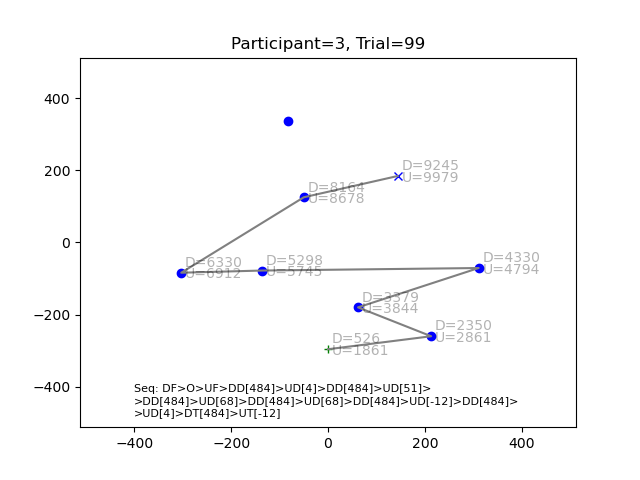 Participant=3, Trial=99
400
200
0
−200
−400
−400
−200
0
200
400
D=9245
U=9979
D=8164
U=8678
D=6330
U=6912
D=5298
U=5745
D=4330
U=4794
D=3379
U=3844
D=2350
U=2861
D=526
U=1861
Seq: DF>O>UF>DD[484]>UD[4]>DD[484]>UD[51]>
>DD[484]>UD[68]>DD[484]>UD[68]>DD[484]>UD[-12]>DD[484]>
>UD[4]>DT[484]>UT[-12]